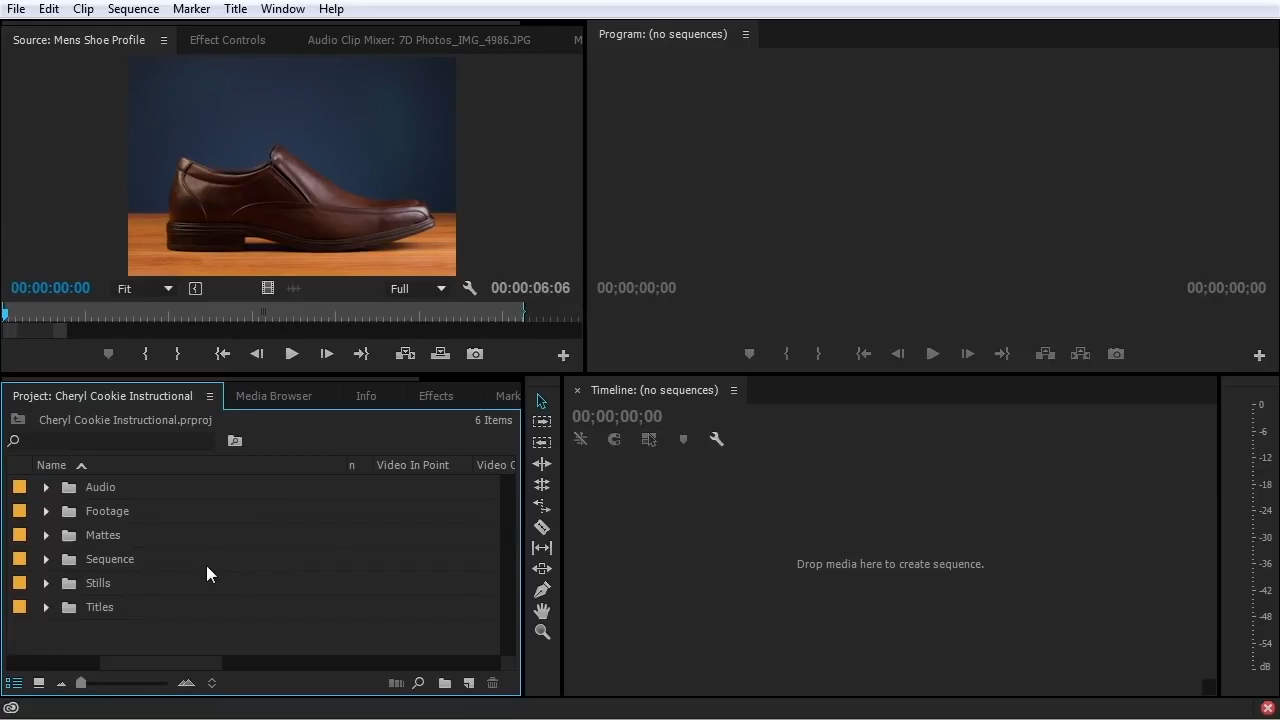 File Edit Clip Sequence Marker Title Window Help
Source: Mens Shoe Profile Effect Controls Audio Clip Mixer: 7D Photos_IMG_4986.JPG M
Program: (no sequences)
00:00:00:00 Fit Full 00:00:06:06
00;00;00;00 00;00;00;00
Project: Cheryl Cookie Instructional Media Browser Info Effects Mark
Cheryl Cookie Instructional.prproj 6 Items
Name n Video In Point Video O
Audio
Footage
Mattes
Sequence
Stills
Titles
× Timeline: (no sequences)
00;00;00;00
Drop media here to create sequence.
0
-6
-12
-18
-24
-30
-36
-42
-48
-54
dB